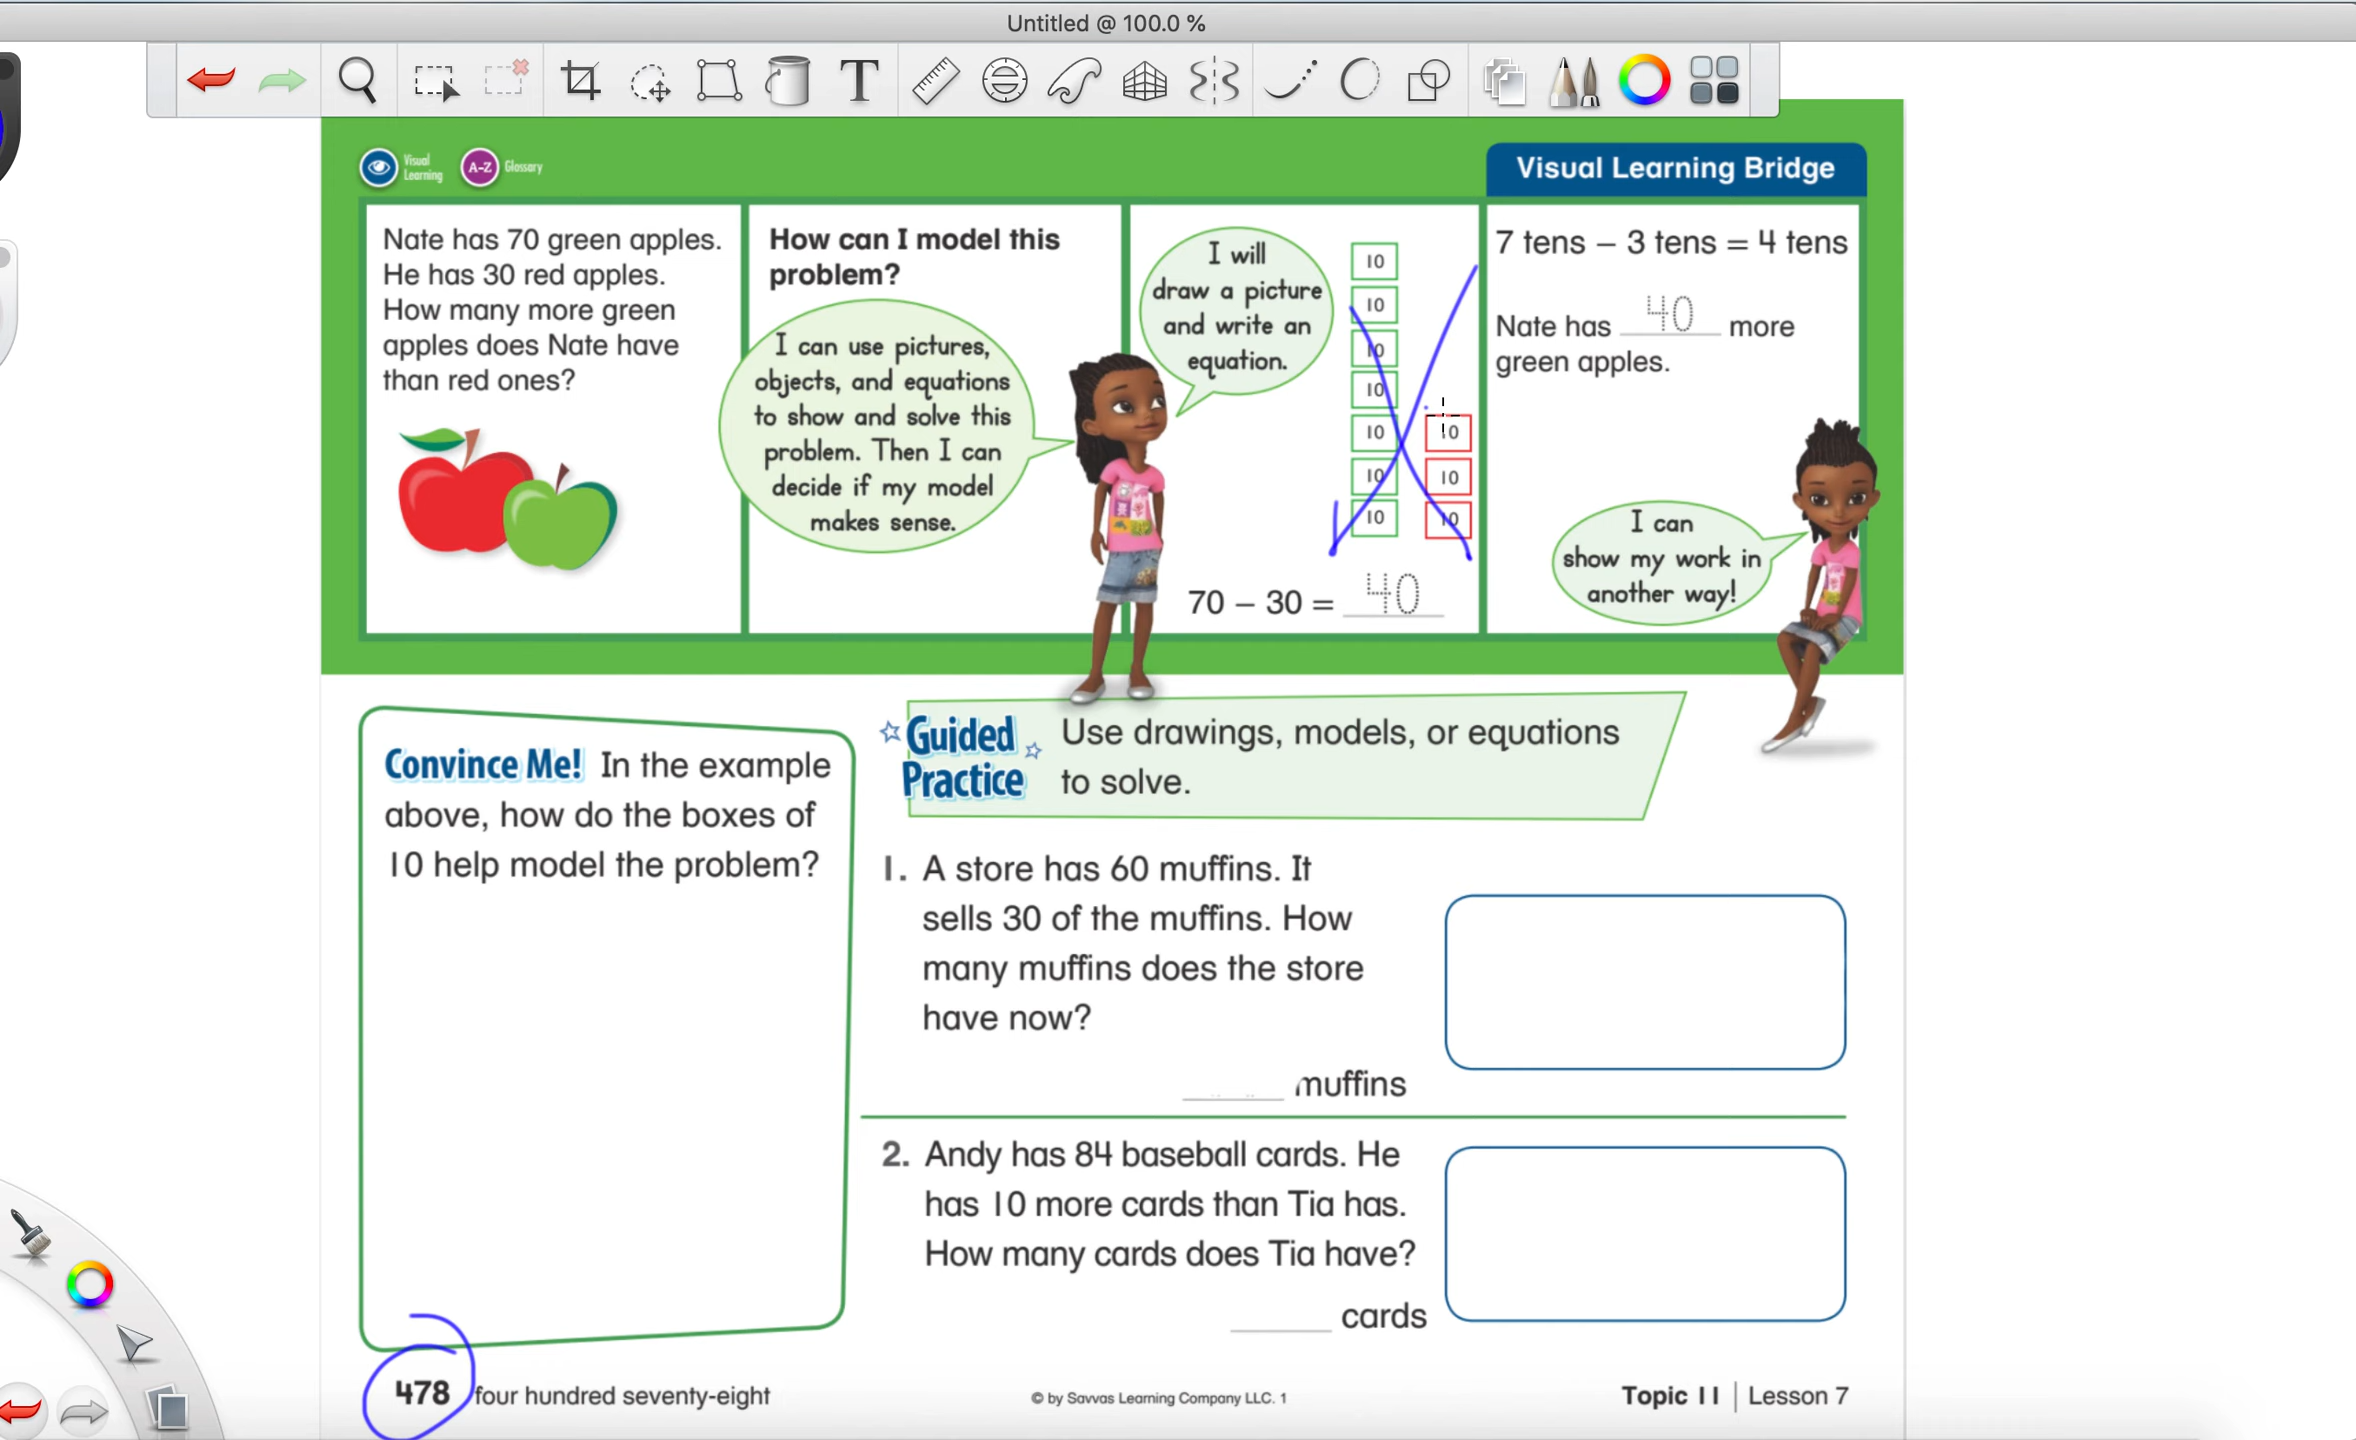 Untitled @ 100.0 %
T
Visual
Learning
A-Z
Glossary
Visual Learning Bridge
Nate has 70 green apples.
He has 30 red apples.
How many more green
apples does Nate have
than red ones?
How can I model this
problem?
I can use pictures,
objects, and equations
to show and solve this
problem. Then I can
decide if my model
makes sense.
I will
draw a picture
and write an
equation.
10
10
10
10
10
10
10
10
10
10
70 – 30 = 40
7 tens – 3 tens = 4 tens
Nate has 40 more
green apples.
I can
show my work in
another way!
Convince Me! In the example
above, how do the boxes of
10 help model the problem?
Guided
Practice
Use drawings, models, or equations
to solve.
1. A store has 60 muffins. It
sells 30 of the muffins. How
many muffins does the store
have now?
____ muffins
2. Andy has 84 baseball cards. He
has 10 more cards than Tia has.
How many cards does Tia have?
____ cards
478 four hundred seventy-eight
© by Savvas Learning Company LLC. 1
Topic 11 | Lesson 7